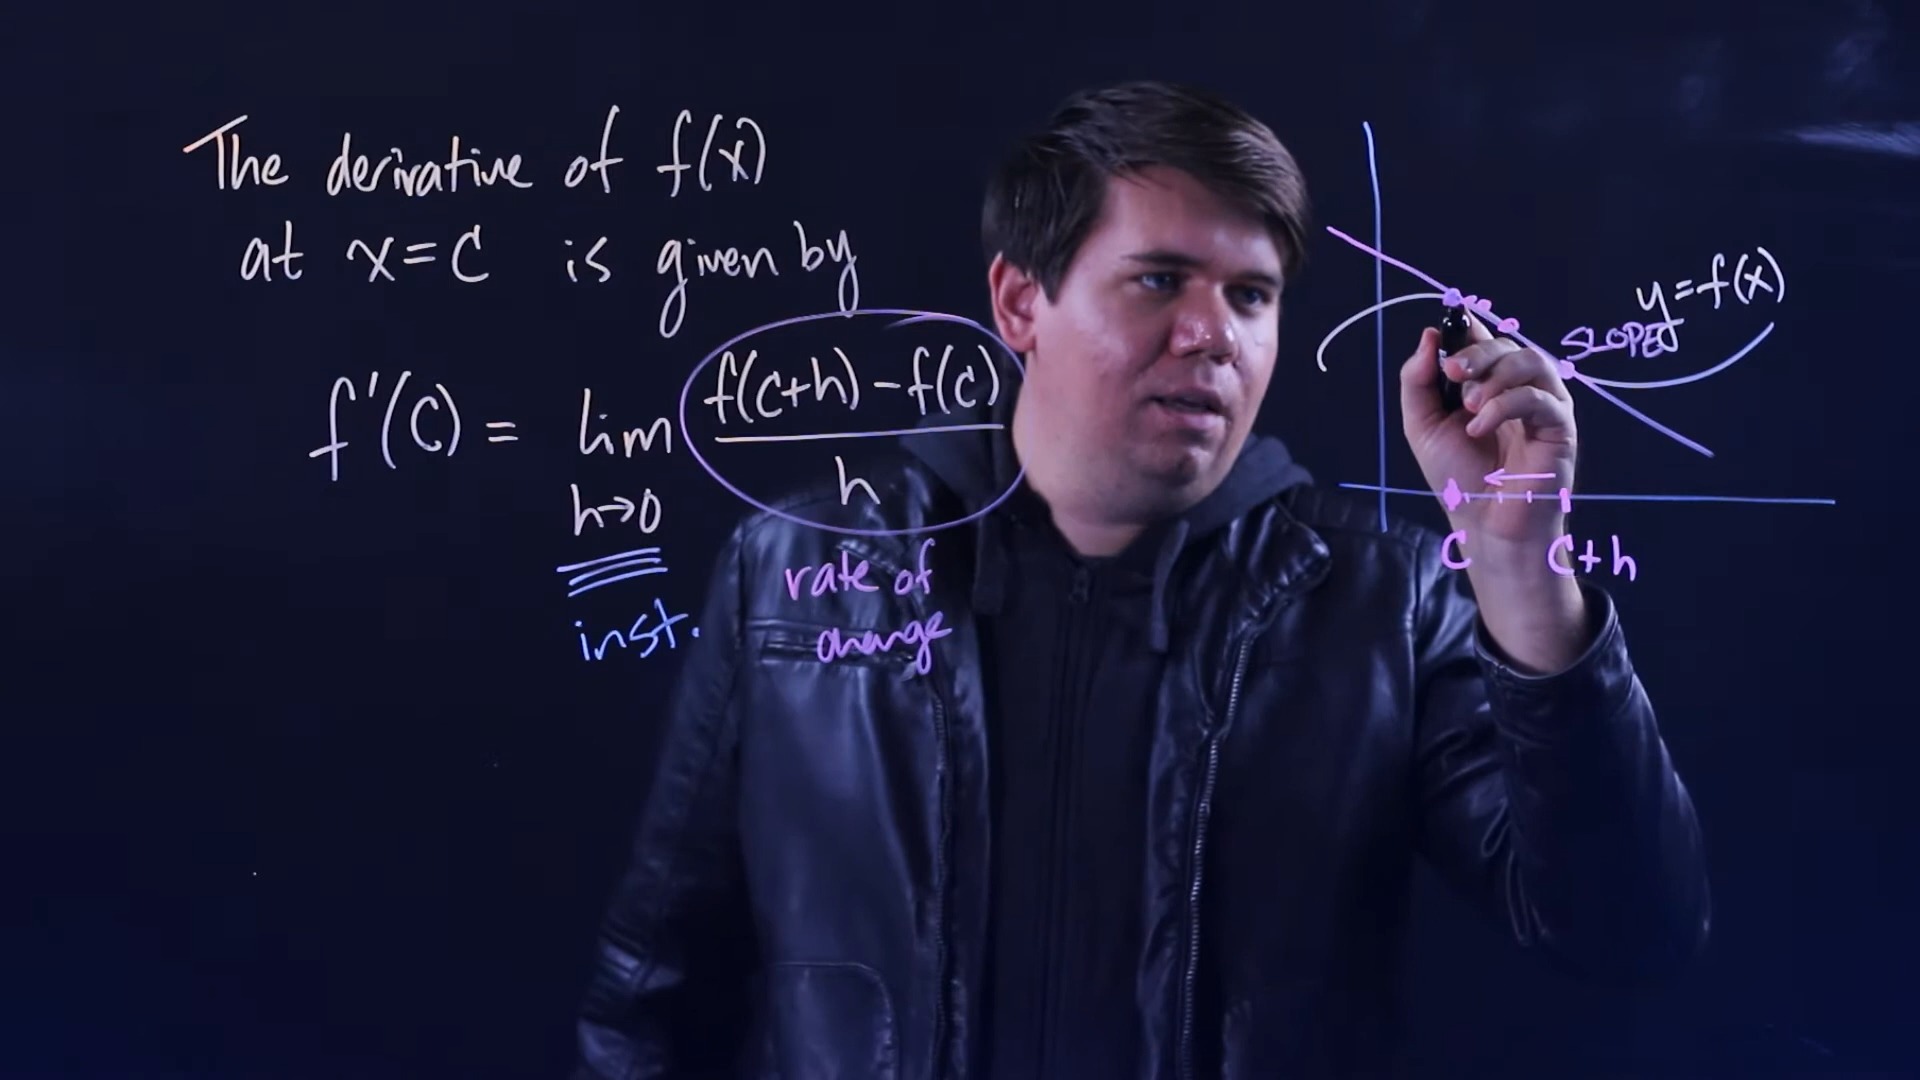 The derivative of f(x)
at x=C is given by
f'(C) = lim f(C+h) - f(C)
h
h→0
inst.
rate of
change
y=f(x)
SLOPE
C
C+h